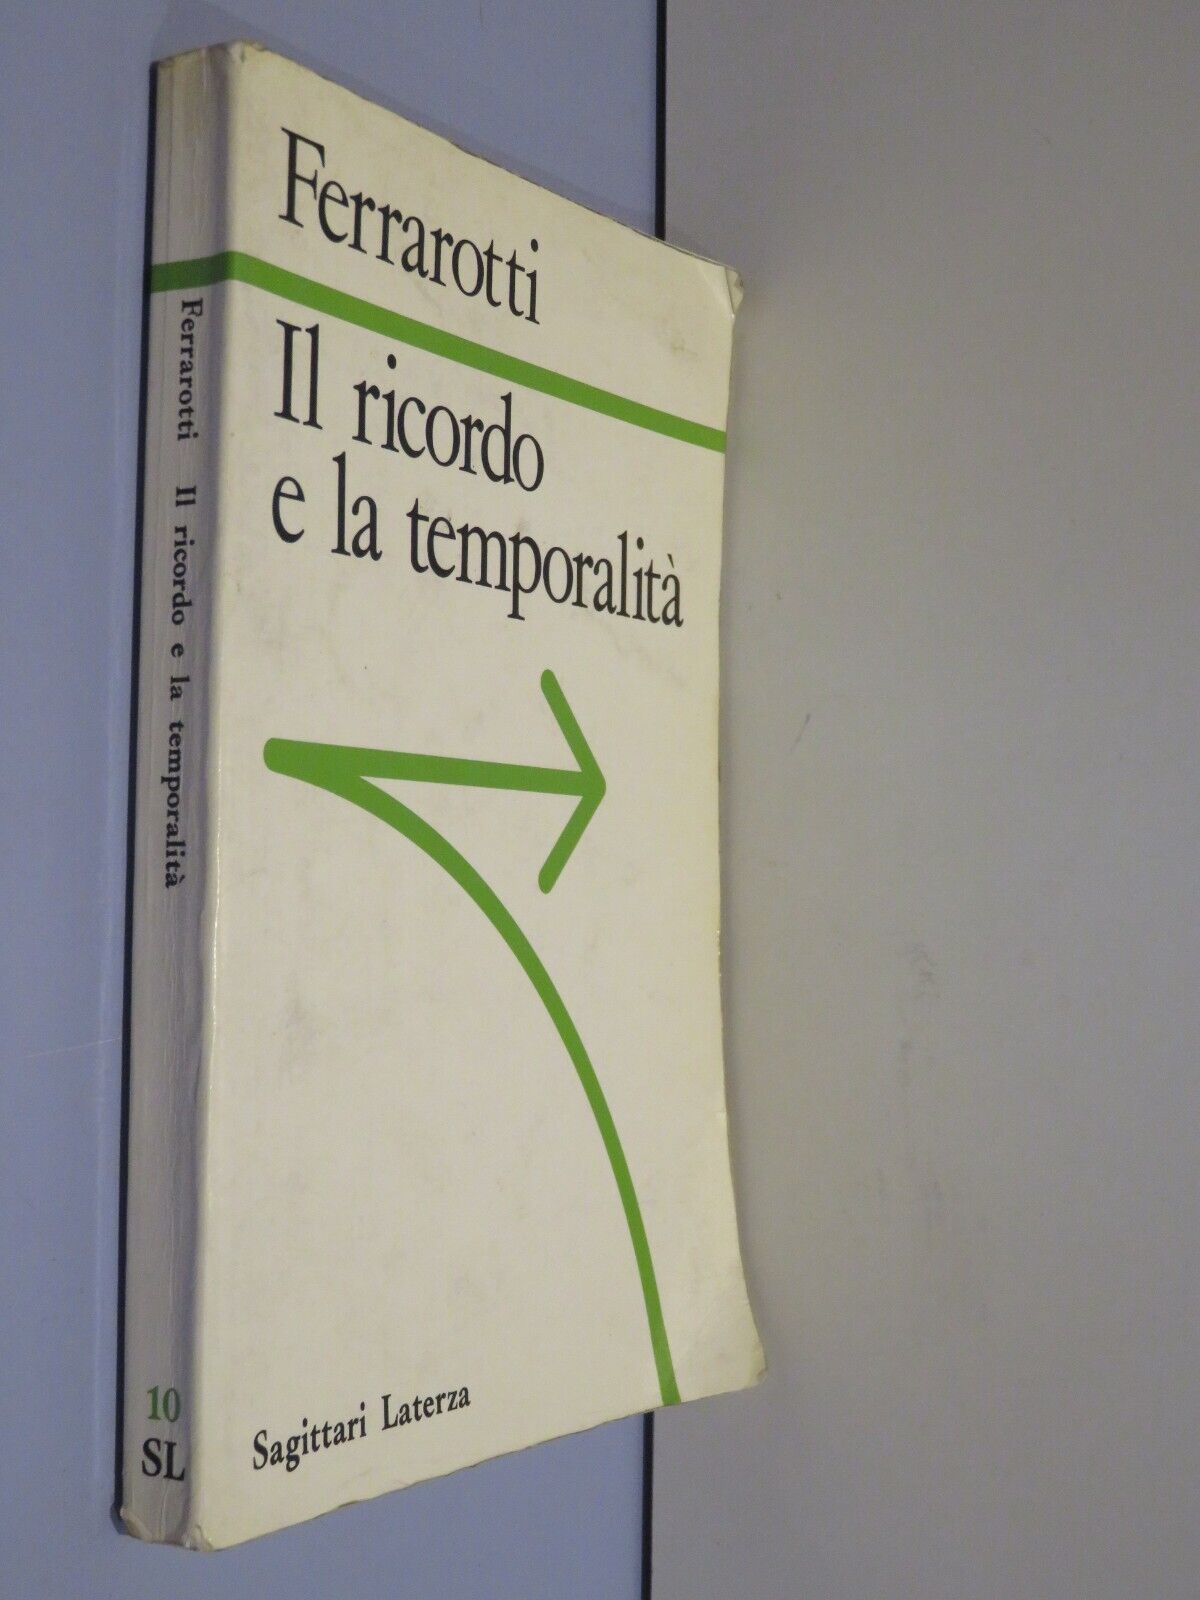 Ferrarotti
Il ricordo
e la temporalità
Sagittari Laterza
Ferrarotti Il ricordo e la temporalità
10
SL